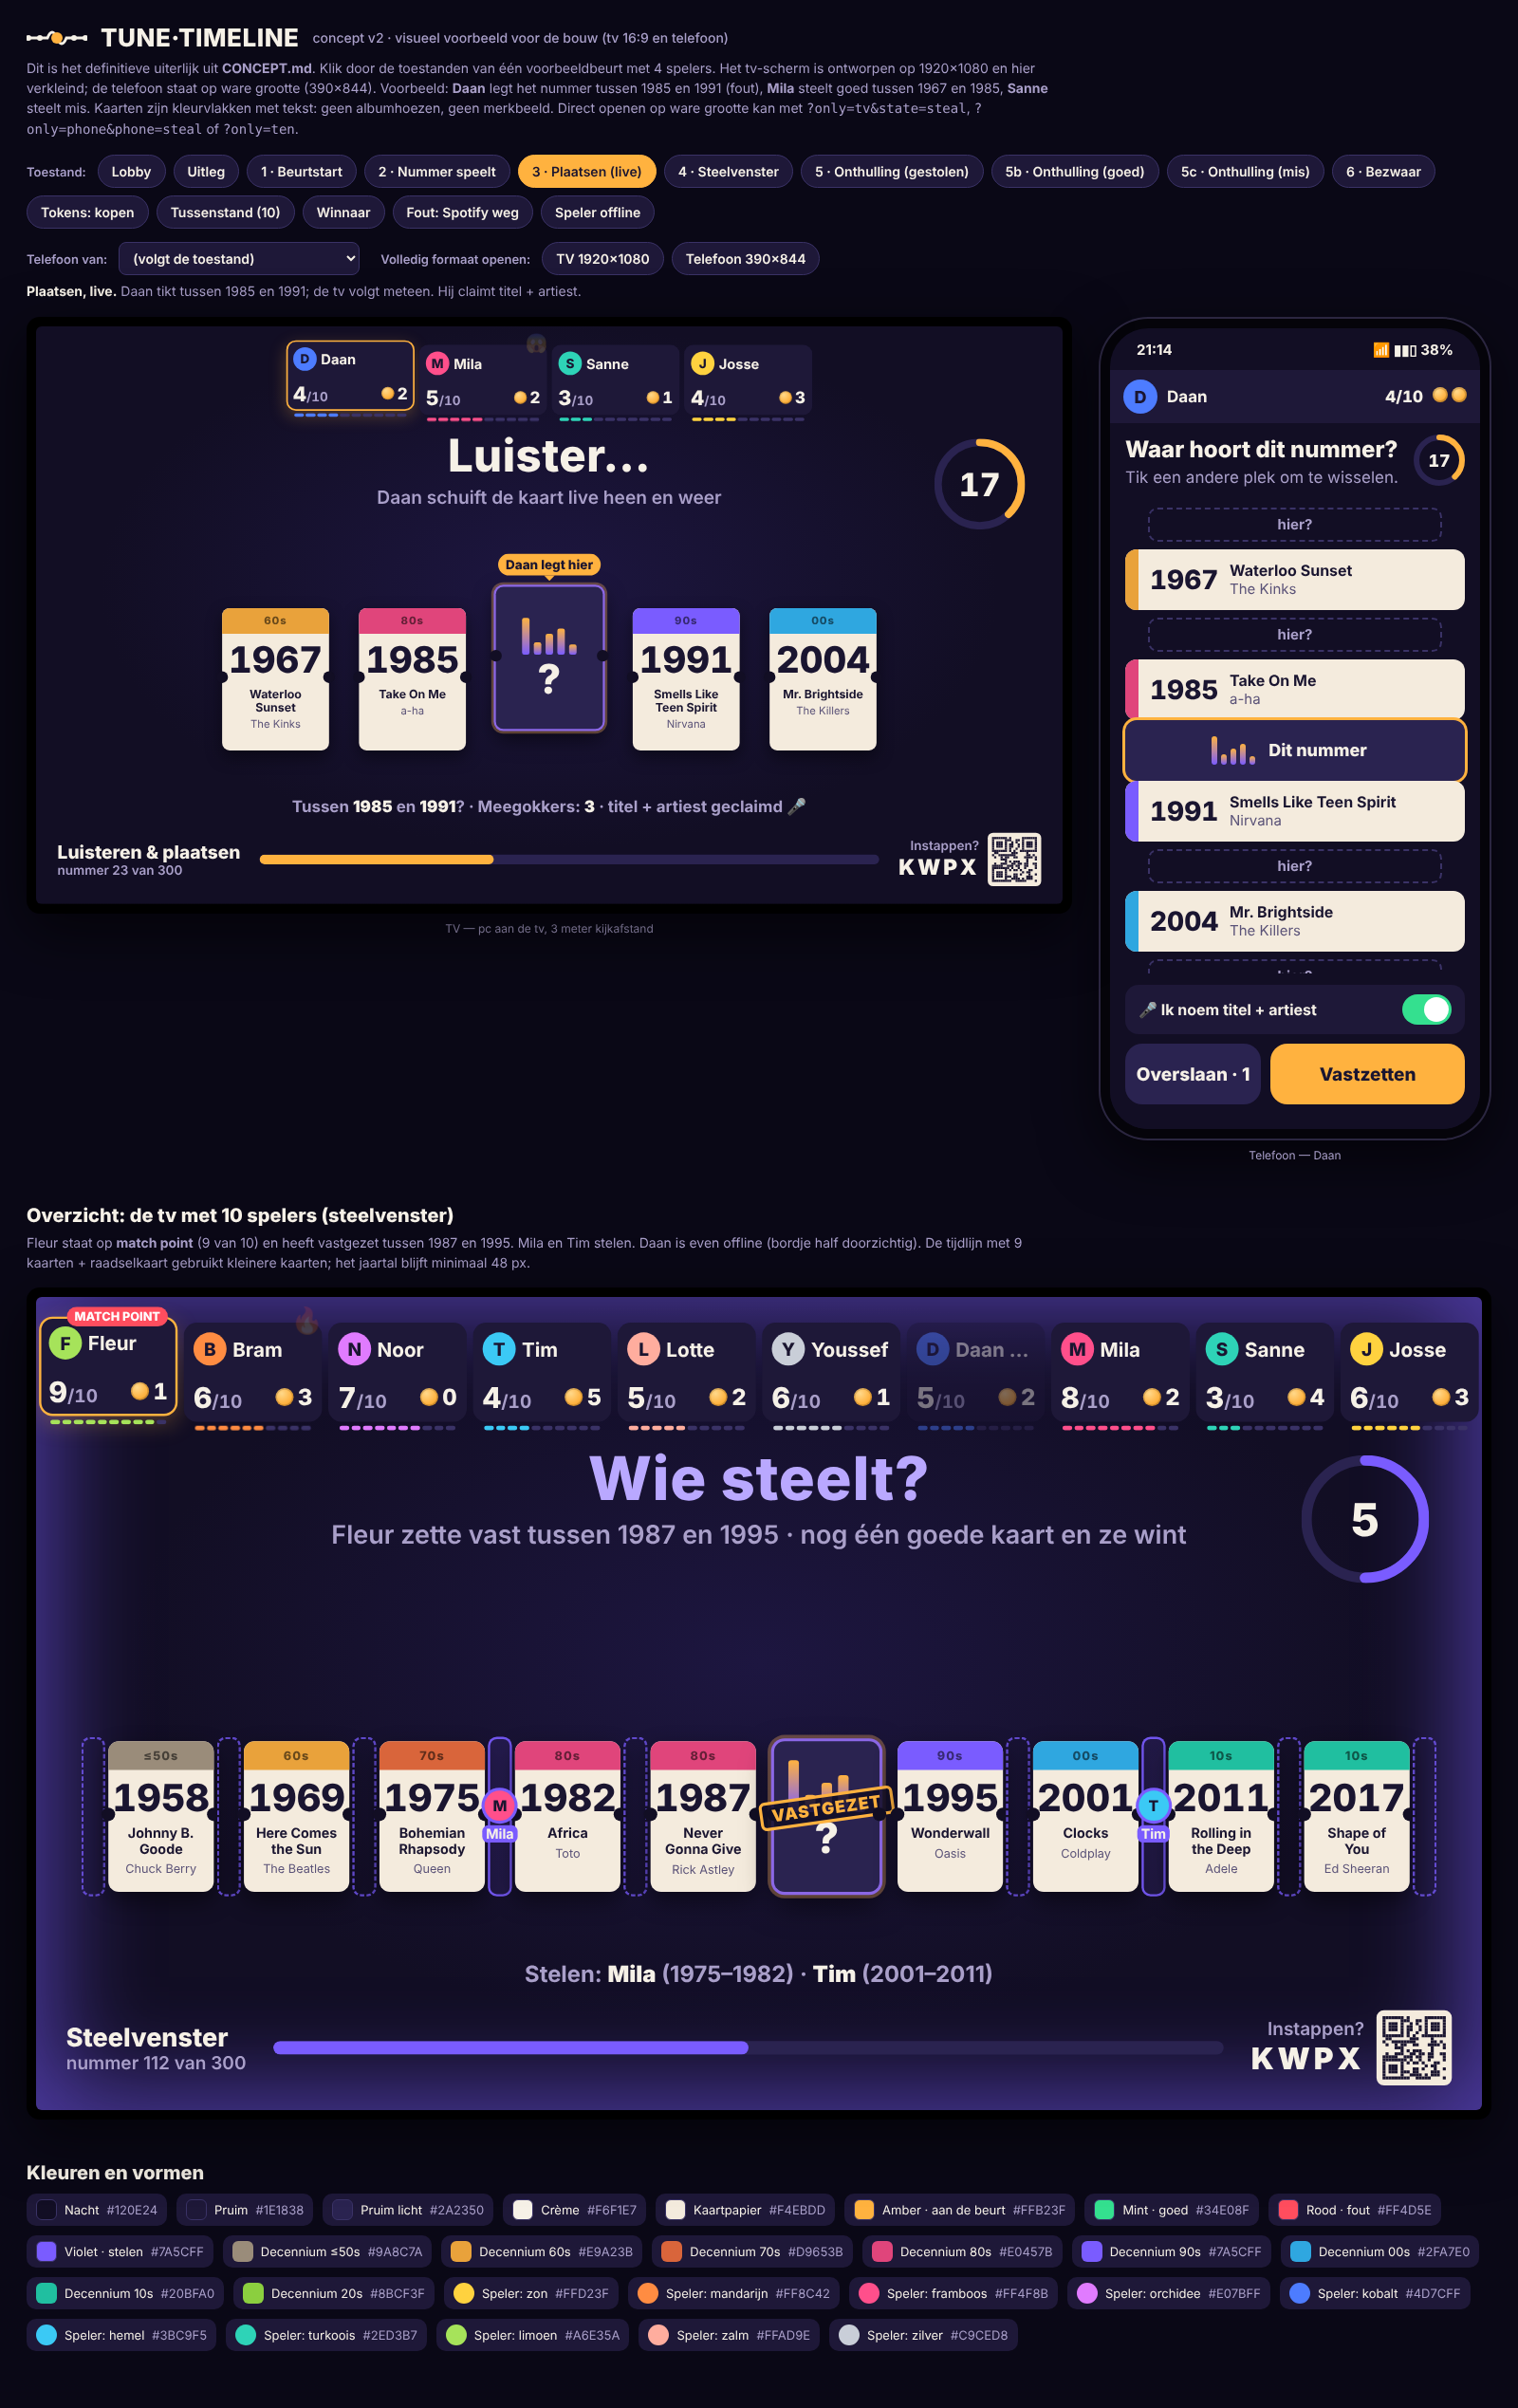 TUNE·TIMELINE concept v2 · visueel voorbeeld voor de bouw (tv 16:9 en telefoon)
Dit is het definitieve uiterlijk uit CONCEPT.md. Klik door de toestanden van één voorbeeldbeurt met 4 spelers. Het tv-scherm is ontworpen op 1920×1080 en hier
verkleind; de telefoon staat op ware grootte (390×844). Voorbeeld: Daan legt het nummer tussen 1985 en 1991 (fout), Mila steelt goed tussen 1967 en 1985, Sanne
steelt mis. Kaarten zijn kleurvlakken met tekst: geen albumhoezen, geen merkbeeld. Direct openen op ware grootte kan met ?only=tv&state=steal, ?
only=phone&phone=steal of ?only=ten.
Toestand: Lobby Uitleg 1 · Beurtstart 2 · Nummer speelt 3 · Plaatsen (live) 4 · Steelvenster 5 · Onthulling (gestolen) 5b · Onthulling (goed) 5c · Onthulling (mis) 6 · Bezwaar
Tokens: kopen Tussenstand (10) Winnaar Fout: Spotify weg Speler offline
Telefoon van: (volgt de toestand) Volledig formaat openen: TV 1920×1080 Telefoon 390×844
Plaatsen, live. Daan tikt tussen 1985 en 1991; de tv volgt meteen. Hij claimt titel + artiest.
D Daan M Mila S Sanne J Josse
4/10 2 5/10 2 3/10 1 4/10 3
Luister...
Daan schuift de kaart live heen en weer
17
Daan legt hier
60s 80s 90s 00s
1967 1985 ? 1991 2004
Waterloo Sunset Take On Me Smells Like Teen Spirit Mr. Brightside
The Kinks a-ha Nirvana The Killers
Tussen 1985 en 1991? · Meegokkers: 3 · titel + artiest geclaimd 🎤
Luisteren & plaatsen
nummer 23 van 300
Instappen?
KWPX
TV — pc aan de tv, 3 meter kijkafstand
21:14 38%
D Daan 4/10
Waar hoort dit nummer?
Tik een andere plek om te wisselen.
17
hier?
1967 Waterloo Sunset
The Kinks
hier?
1985 Take On Me
a-ha
Dit nummer
1991 Smells Like Teen Spirit
Nirvana
hier?
2004 Mr. Brightside
The Killers
hier?
🎤 Ik noem titel + artiest
Overslaan · 1 Vastzetten
Telefoon — Daan
Overzicht: de tv met 10 spelers (steelvenster)
Fleur staat op match point (9 van 10) en heeft vastgezet tussen 1987 en 1995. Mila en Tim stelen. Daan is even offline (bordje half doorzichtig). De tijdlijn met 9
kaarten + raadselkaart gebruikt kleinere kaarten; het jaartal blijft minimaal 48 px.
MATCH POINT
F Fleur B Bram N Noor T Tim L Lotte Y Youssef D Daan ... M Mila S Sanne J Josse
9/10 1 6/10 3 7/10 0 4/10 5 5/10 2 6/10 1 5/10 2 8/10 2 3/10 4 6/10 3
Wie steelt?
Fleur zette vast tussen 1987 en 1995 · nog één goede kaart en ze wint
5
≤50s 60s 70s 80s 80s 90s 00s 10s 10s
1958 1969 1975 M 1982 1987 VASTGEZET ? 1995 2001 T 2011 2017
Mila Tim
Johnny B. Goode Here Comes the Sun Bohemian Rhapsody Africa Never Gonna Give Wonderwall Clocks Rolling in the Deep Shape of You
Chuck Berry The Beatles Queen Toto Rick Astley Oasis Coldplay Adele Ed Sheeran
Stelen: Mila (1975–1982) · Tim (2001–2011)
Steelvenster
nummer 112 van 300
Instappen?
KWPX
Kleuren en vormen
Nacht #120E24 Pruim #1E1838 Pruim licht #2A2350 Crème #F6F1E7 Kaartpapier #F4EBDD Amber · aan de beurt #FFB23F Mint · goed #34E08F Rood · fout #FF4D5E
Violet · stelen #7A5CFF Decennium ≤50s #9A8C7A Decennium 60s #E9A23B Decennium 70s #D9653B Decennium 80s #E0457B Decennium 90s #7A5CFF Decennium 00s #2FA7E0
Decennium 10s #20BFA0 Decennium 20s #8BCF3F Speler: zon #FFD23F Speler: mandarijn #FF8C42 Speler: framboos #FF4F8B Speler: orchidee #E07BFF Speler: kobalt #4D7CFF
Speler: hemel #3BC9F5 Speler: turkoois #2ED3B7 Speler: limoen #A6E35A Speler: zalm #FFAD9E Speler: zilver #C9CED8